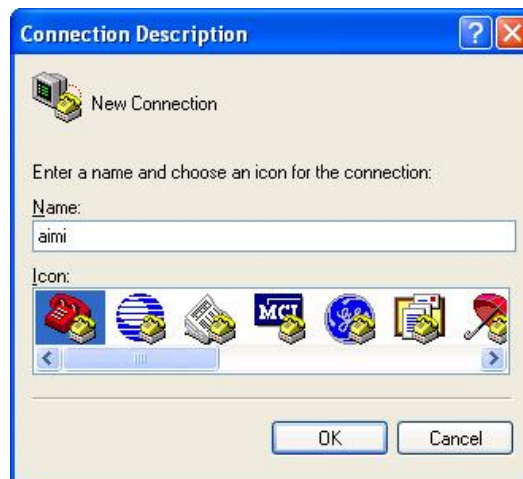 Connection Description
New Connection
Enter a name and choose an icon for the connection:
Name:
aimi
Icon:
MCI
OK
Cancel